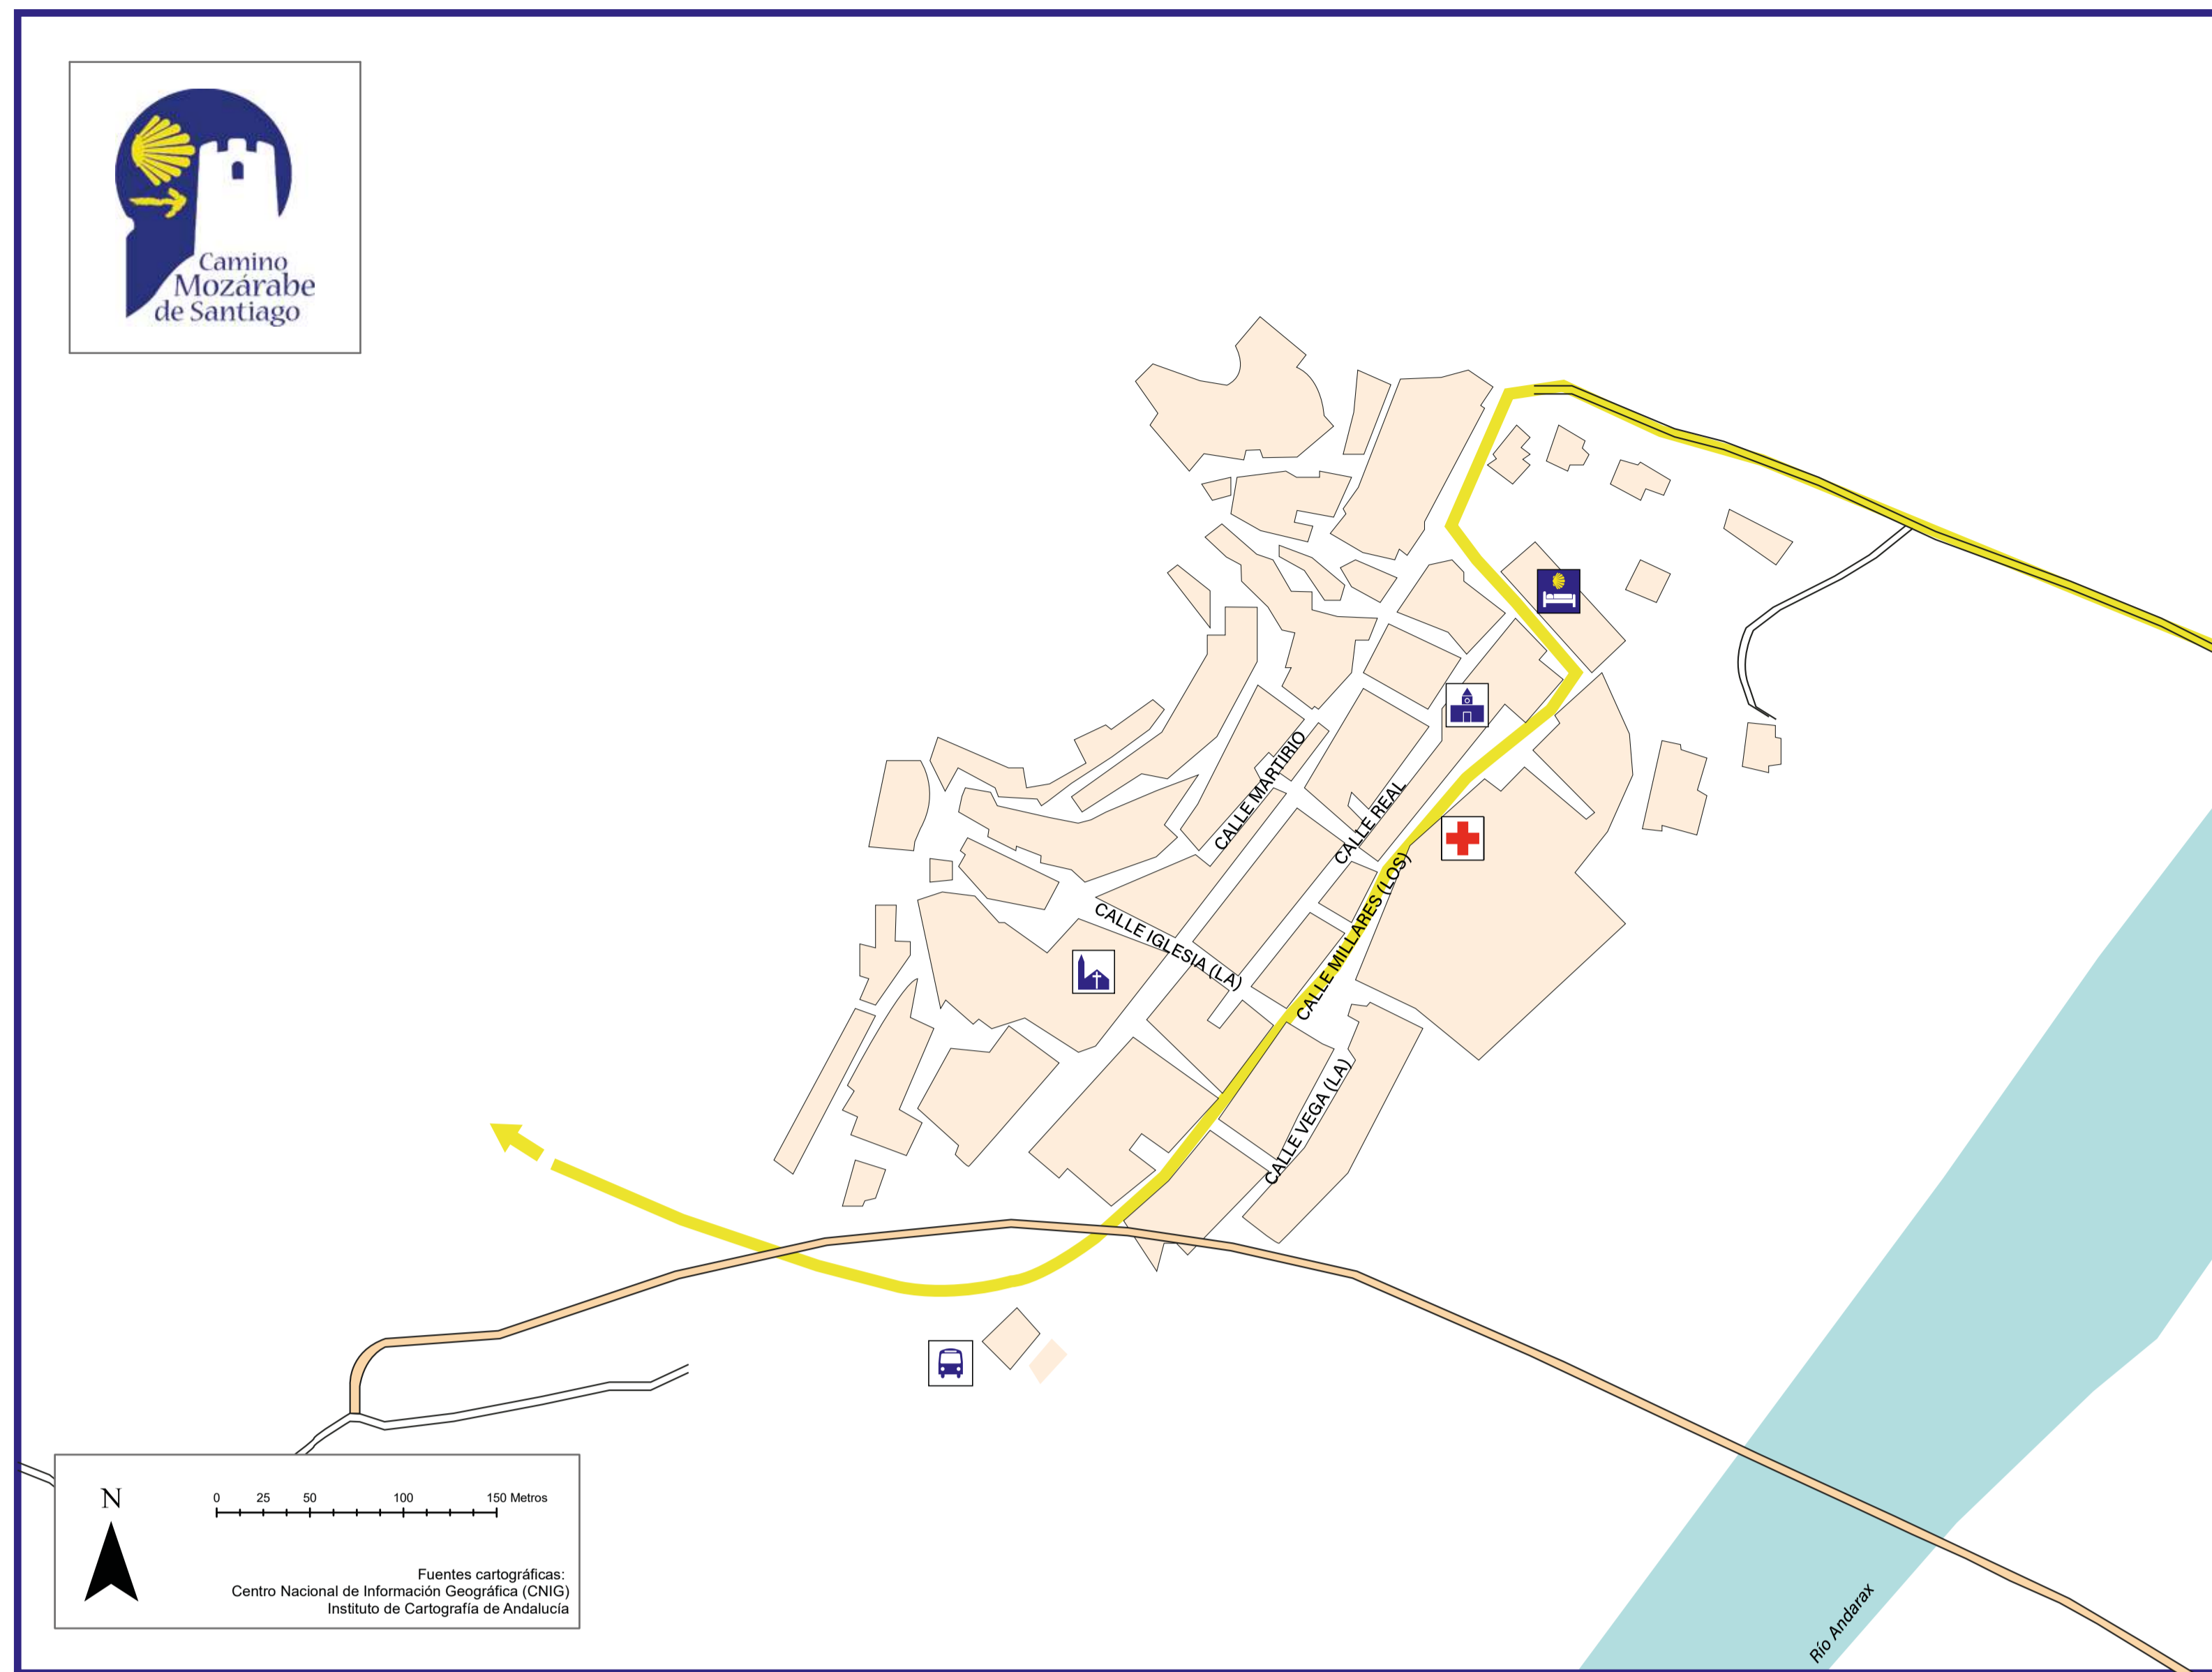 Camino
Mozárabe
de Santiago
CALLE MARTIRIO
CALLE REAL
CALLE IGLESIA (LA)
CALLE MILLARES (LOS)
CALLE VEGA (LA)
N
0 25 50 100 150 Metros
Fuentes cartográficas:
Centro Nacional de Información Geográfica (CNIG)
Instituto de Cartografía de Andalucía
Río Andarax